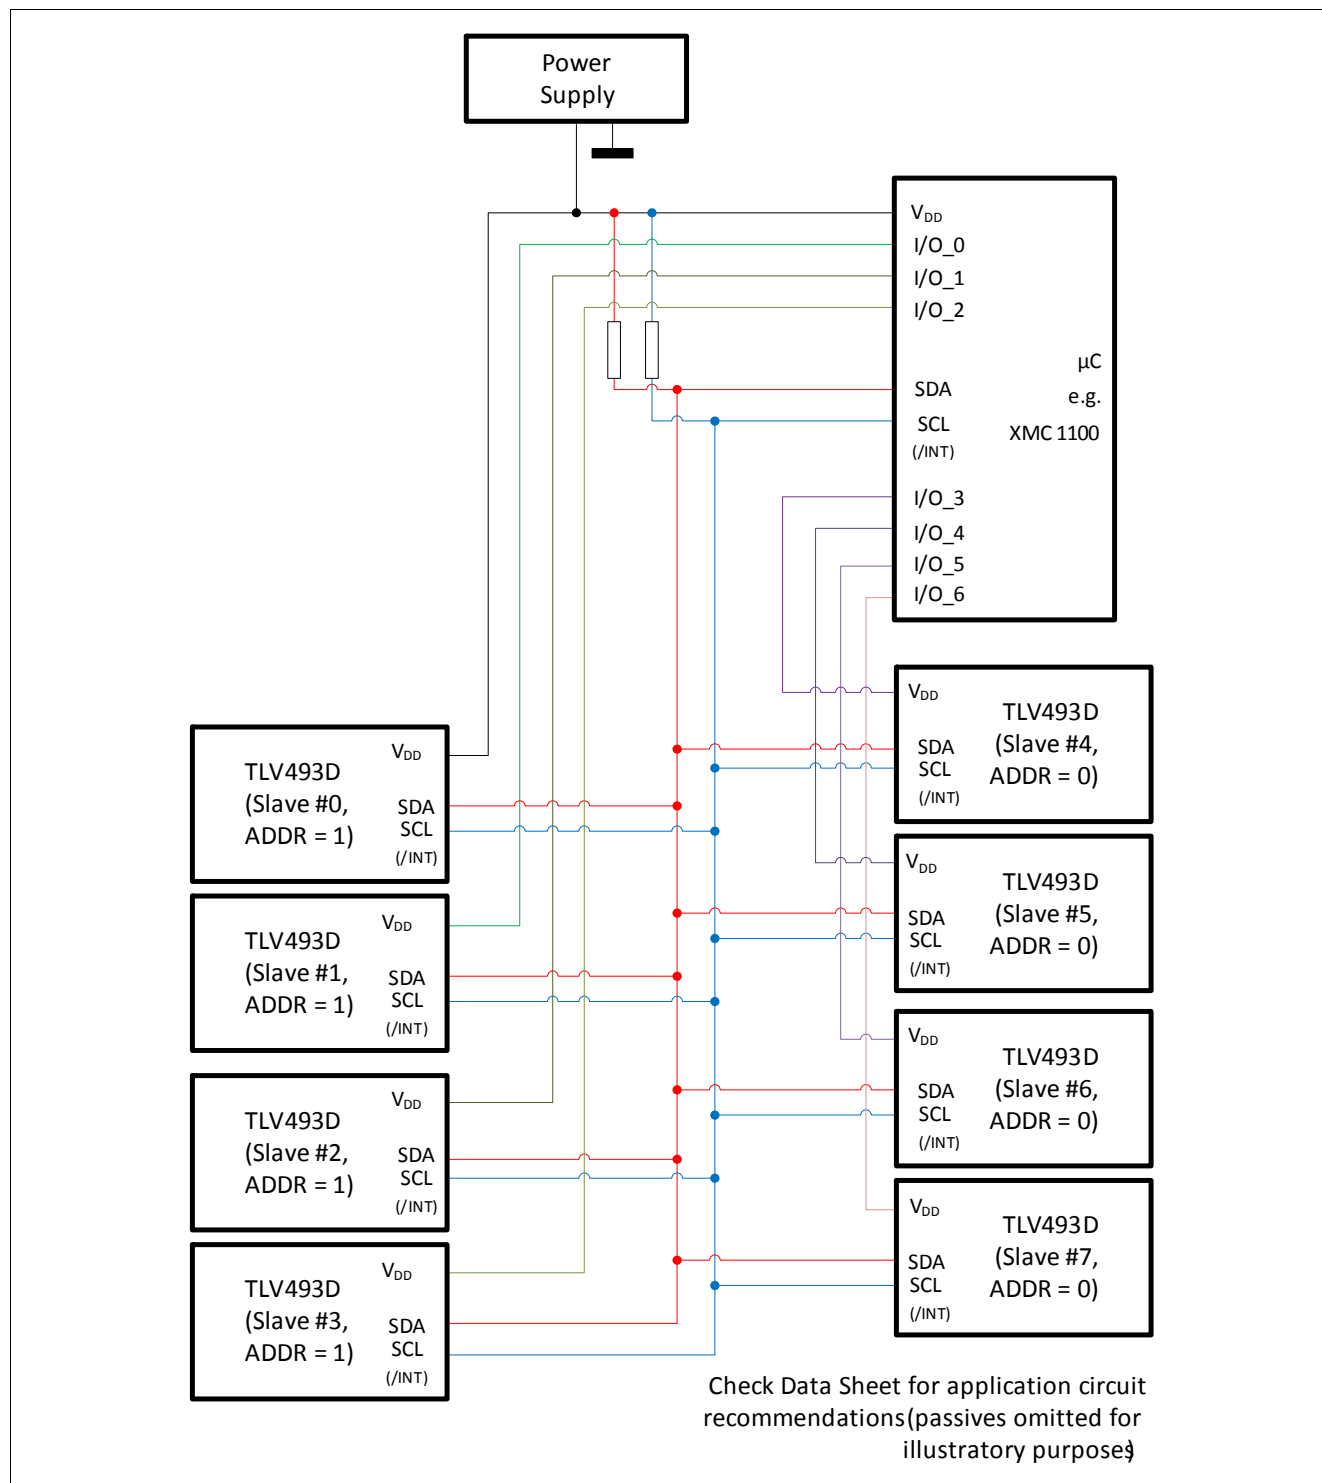 Power
Supply
VDD
I/O_0
I/O_1
I/O_2
µC
SDA
e.g.
SCL
XMC 1100
(/INT)
I/O_3
I/O_4
I/O_5
I/O_6
VDD
TLV493D
(Slave #4,
SDA
SCL
ADDR = 0)
(/INT)
VDD
TLV493D
(Slave #0,
SDA
SCL
ADDR = 1)
(/INT)
VDD
TLV493D
(Slave #5,
SDA
SCL
ADDR = 0)
(/INT)
VDD
TLV493D
(Slave #1,
SDA
SCL
ADDR = 1)
(/INT)
VDD
TLV493D
(Slave #6,
SDA
SCL
ADDR = 0)
(/INT)
VDD
TLV493D
(Slave #2,
SDA
SCL
ADDR = 1)
(/INT)
VDD
TLV493D
(Slave #7,
SDA
SCL
ADDR = 0)
(/INT)
VDD
TLV493D
(Slave #3,
SDA
SCL
ADDR = 1)
(/INT)
Check Data Sheet for application circuit
recommendations (passives omitted for
illustratory purposes)